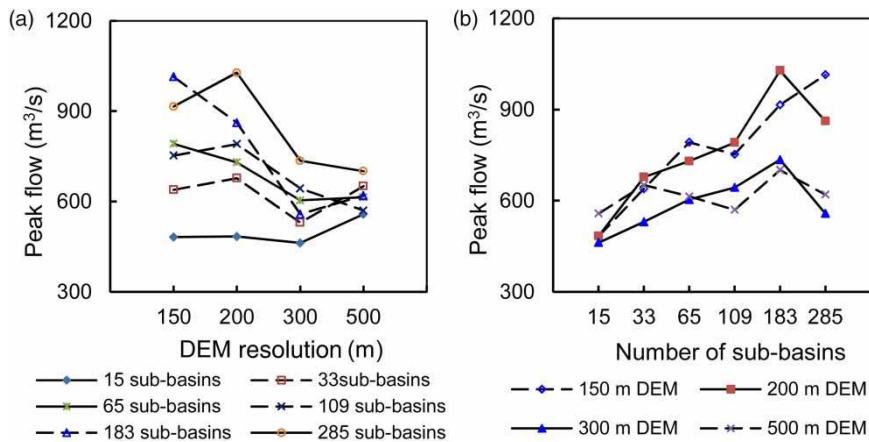 (a)
1200
900
600
300
Peak flow (m³/s)
150 200 300 500
DEM resolution (m)
15 sub-basins
33sub-basins
65 sub-basins
109 sub-basins
183 sub-basins
285 sub-basins
(b)
1200
900
600
300
Peak flow (m³/s)
15 33 65 109 183 285
Number of sub-basins
150 m DEM
200 m DEM
300 m DEM
500 m DEM